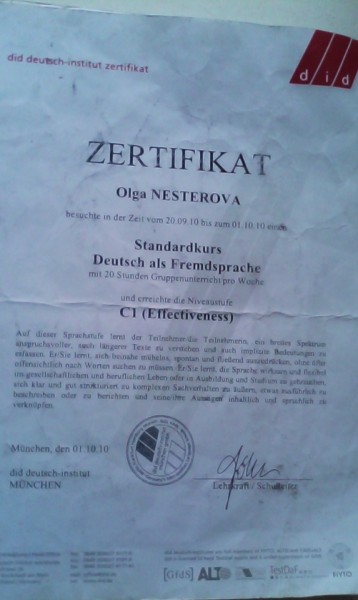 did deutsch-institut zertifikat
did
ZERTIFIKAT
Olga NESTEROVA
besuchte in der Zeit vom 20.09.10 bis zum 01.10.10 einen
Standardkurs
Deutsch als Fremdsprache
mit 20 Stunden Gruppenunterricht pro Woche
und erreichte die Niveaustufe
C1 (Effectiveness)
Auf dieser Sprachstufe lernt der Teilnehmer/die Teilnehmerin, ein breites Spektrum
anspruchsvoller, auch längerer Texte zu verstehen und auch implizite Bedeutungen zu
erfassen. Er/Sie lernt, sich beinahe mühelos, spontan und fließend auszudrücken, ohne öfter
offensichtlich nach Worten suchen zu müssen. Er/Sie lernt, die Sprache wirksam und flexibel
im gesellschaftlichen und beruflichen Leben oder in Ausbildung und Studium zu gebrauchen,
sich klar und gut strukturiert zu komplexen Sachverhalten zu äußern, etwas ausführlich zu
beschreiben oder zu berichten und seine/ihre Aussagen inhaltlich und sprachlich zu
verknüpfen.
München, den 01.10.10
did deutsch-institut
MÜNCHEN
Lehrkraft/ Schulleiter
[GfdS] ALTO TestDaF FIYTO